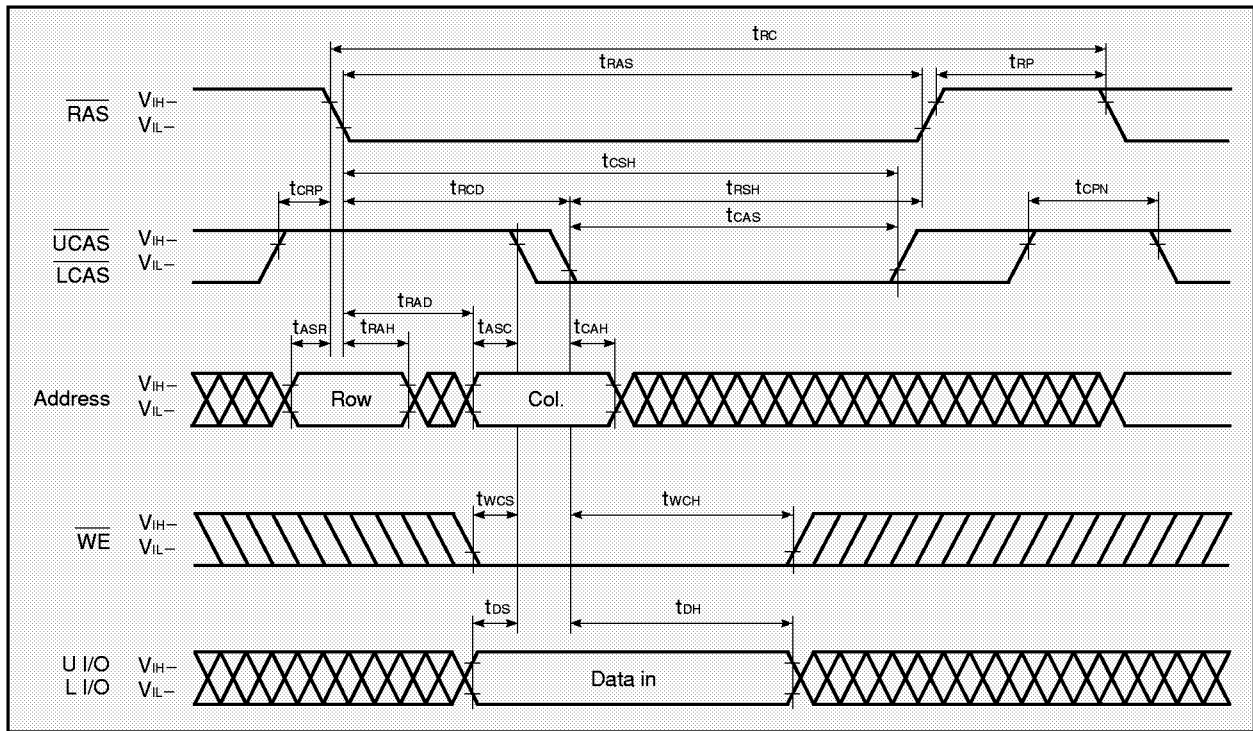 tRC
tRAS tRP
RAS VIH–
VIL–
tCSH
tCRP tRCD tRSH tCPN
tCAS
UCAS VIH–
LCAS VIL–
tRAD
tASR tRAH tASC tCAH
Address VIH–
VIL–
Row Col.
tWCS tWCH
WE VIH–
VIL–
tDS tDH
U I/O VIH–
L I/O VIL–
Data in